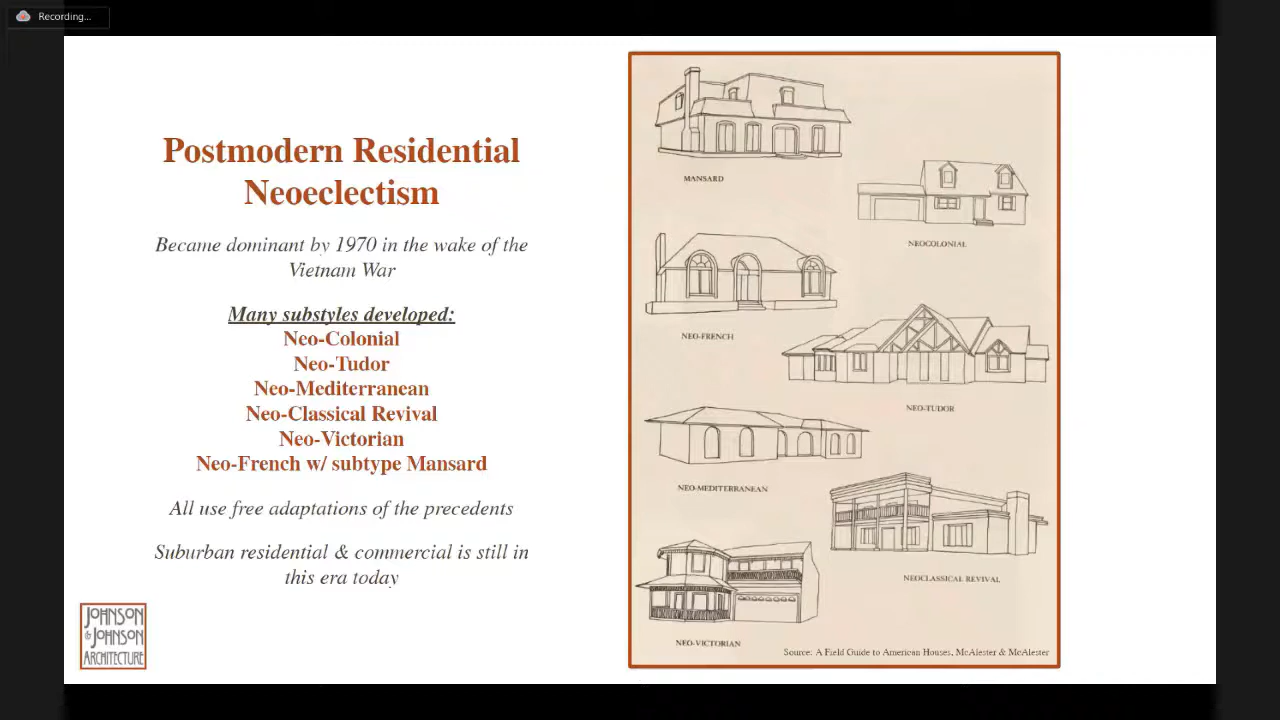 Recording...
Postmodern Residential
Neoeclectism
Became dominant by 1970 in the wake of the
Vietnam War
Many substyles developed:
Neo-Colonial
Neo-Tudor
Neo-Mediterranean
Neo-Classical Revival
Neo-Victorian
Neo-French w/ subtype Mansard
All use free adaptations of the precedents
Suburban residential & commercial is still in
this era today
JOHNSON
& JOHNSON
ARCHITECTURE
MANSARD
NEOCOLONIAL
NEO-FRENCH
NEO-TUDOR
NEO-MEDITERRANEAN
NEOCLASSICAL REVIVAL
NEO-VICTORIAN
Source: A Field Guide to American Houses, McAlester & McAlester